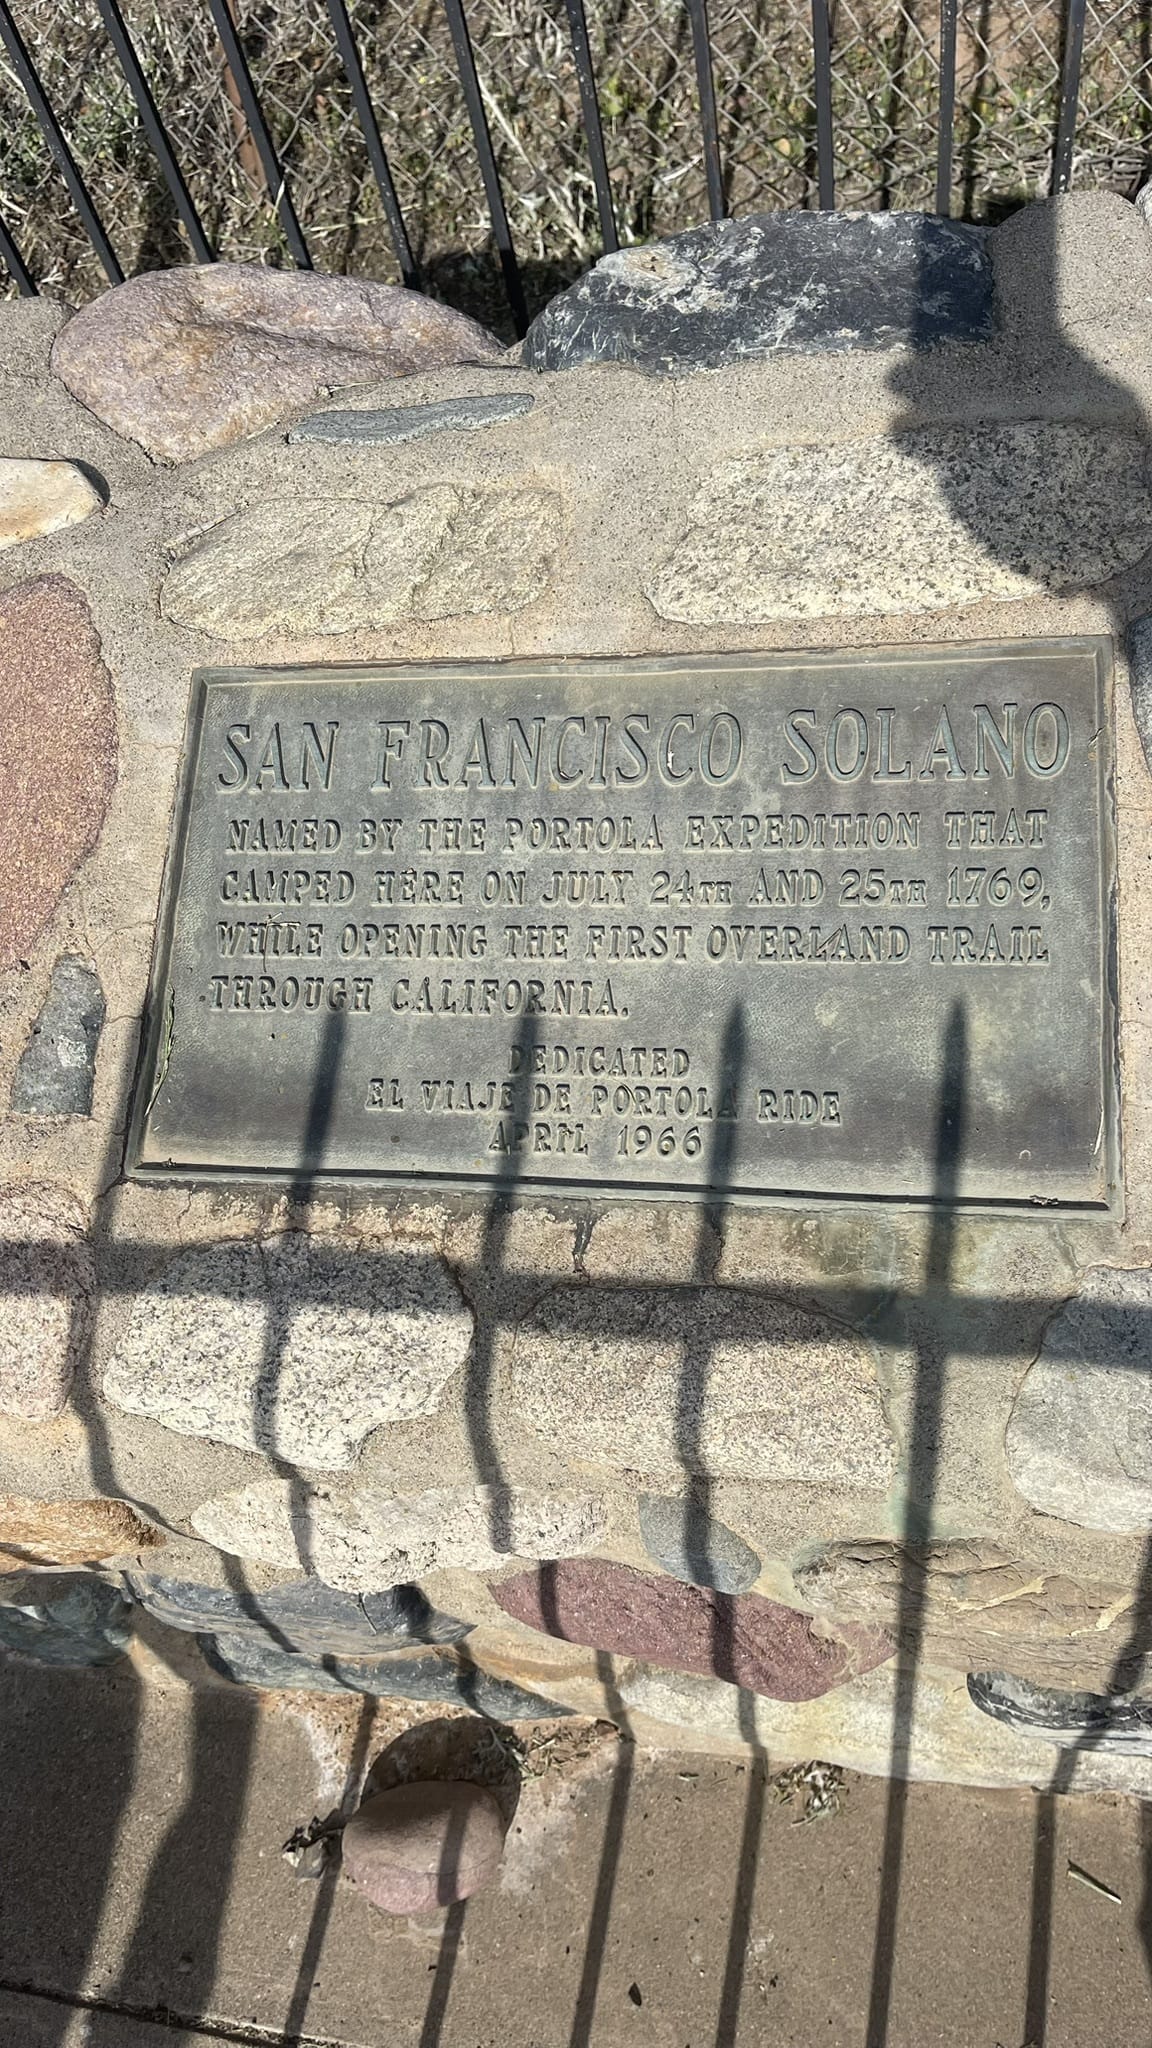 SAN FRANCISCO SOLANO
NAMED BY THE PORTOLA EXPEDITION THAT
CAMPED HERE ON JULY 24TH AND 25TH 1769,
WHILE OPENING THE FIRST OVERLAND TRAIL
THROUGH CALIFORNIA.
DEDICATED
EL VIAJE DE PORTOLA RIDE
APRIL 1966